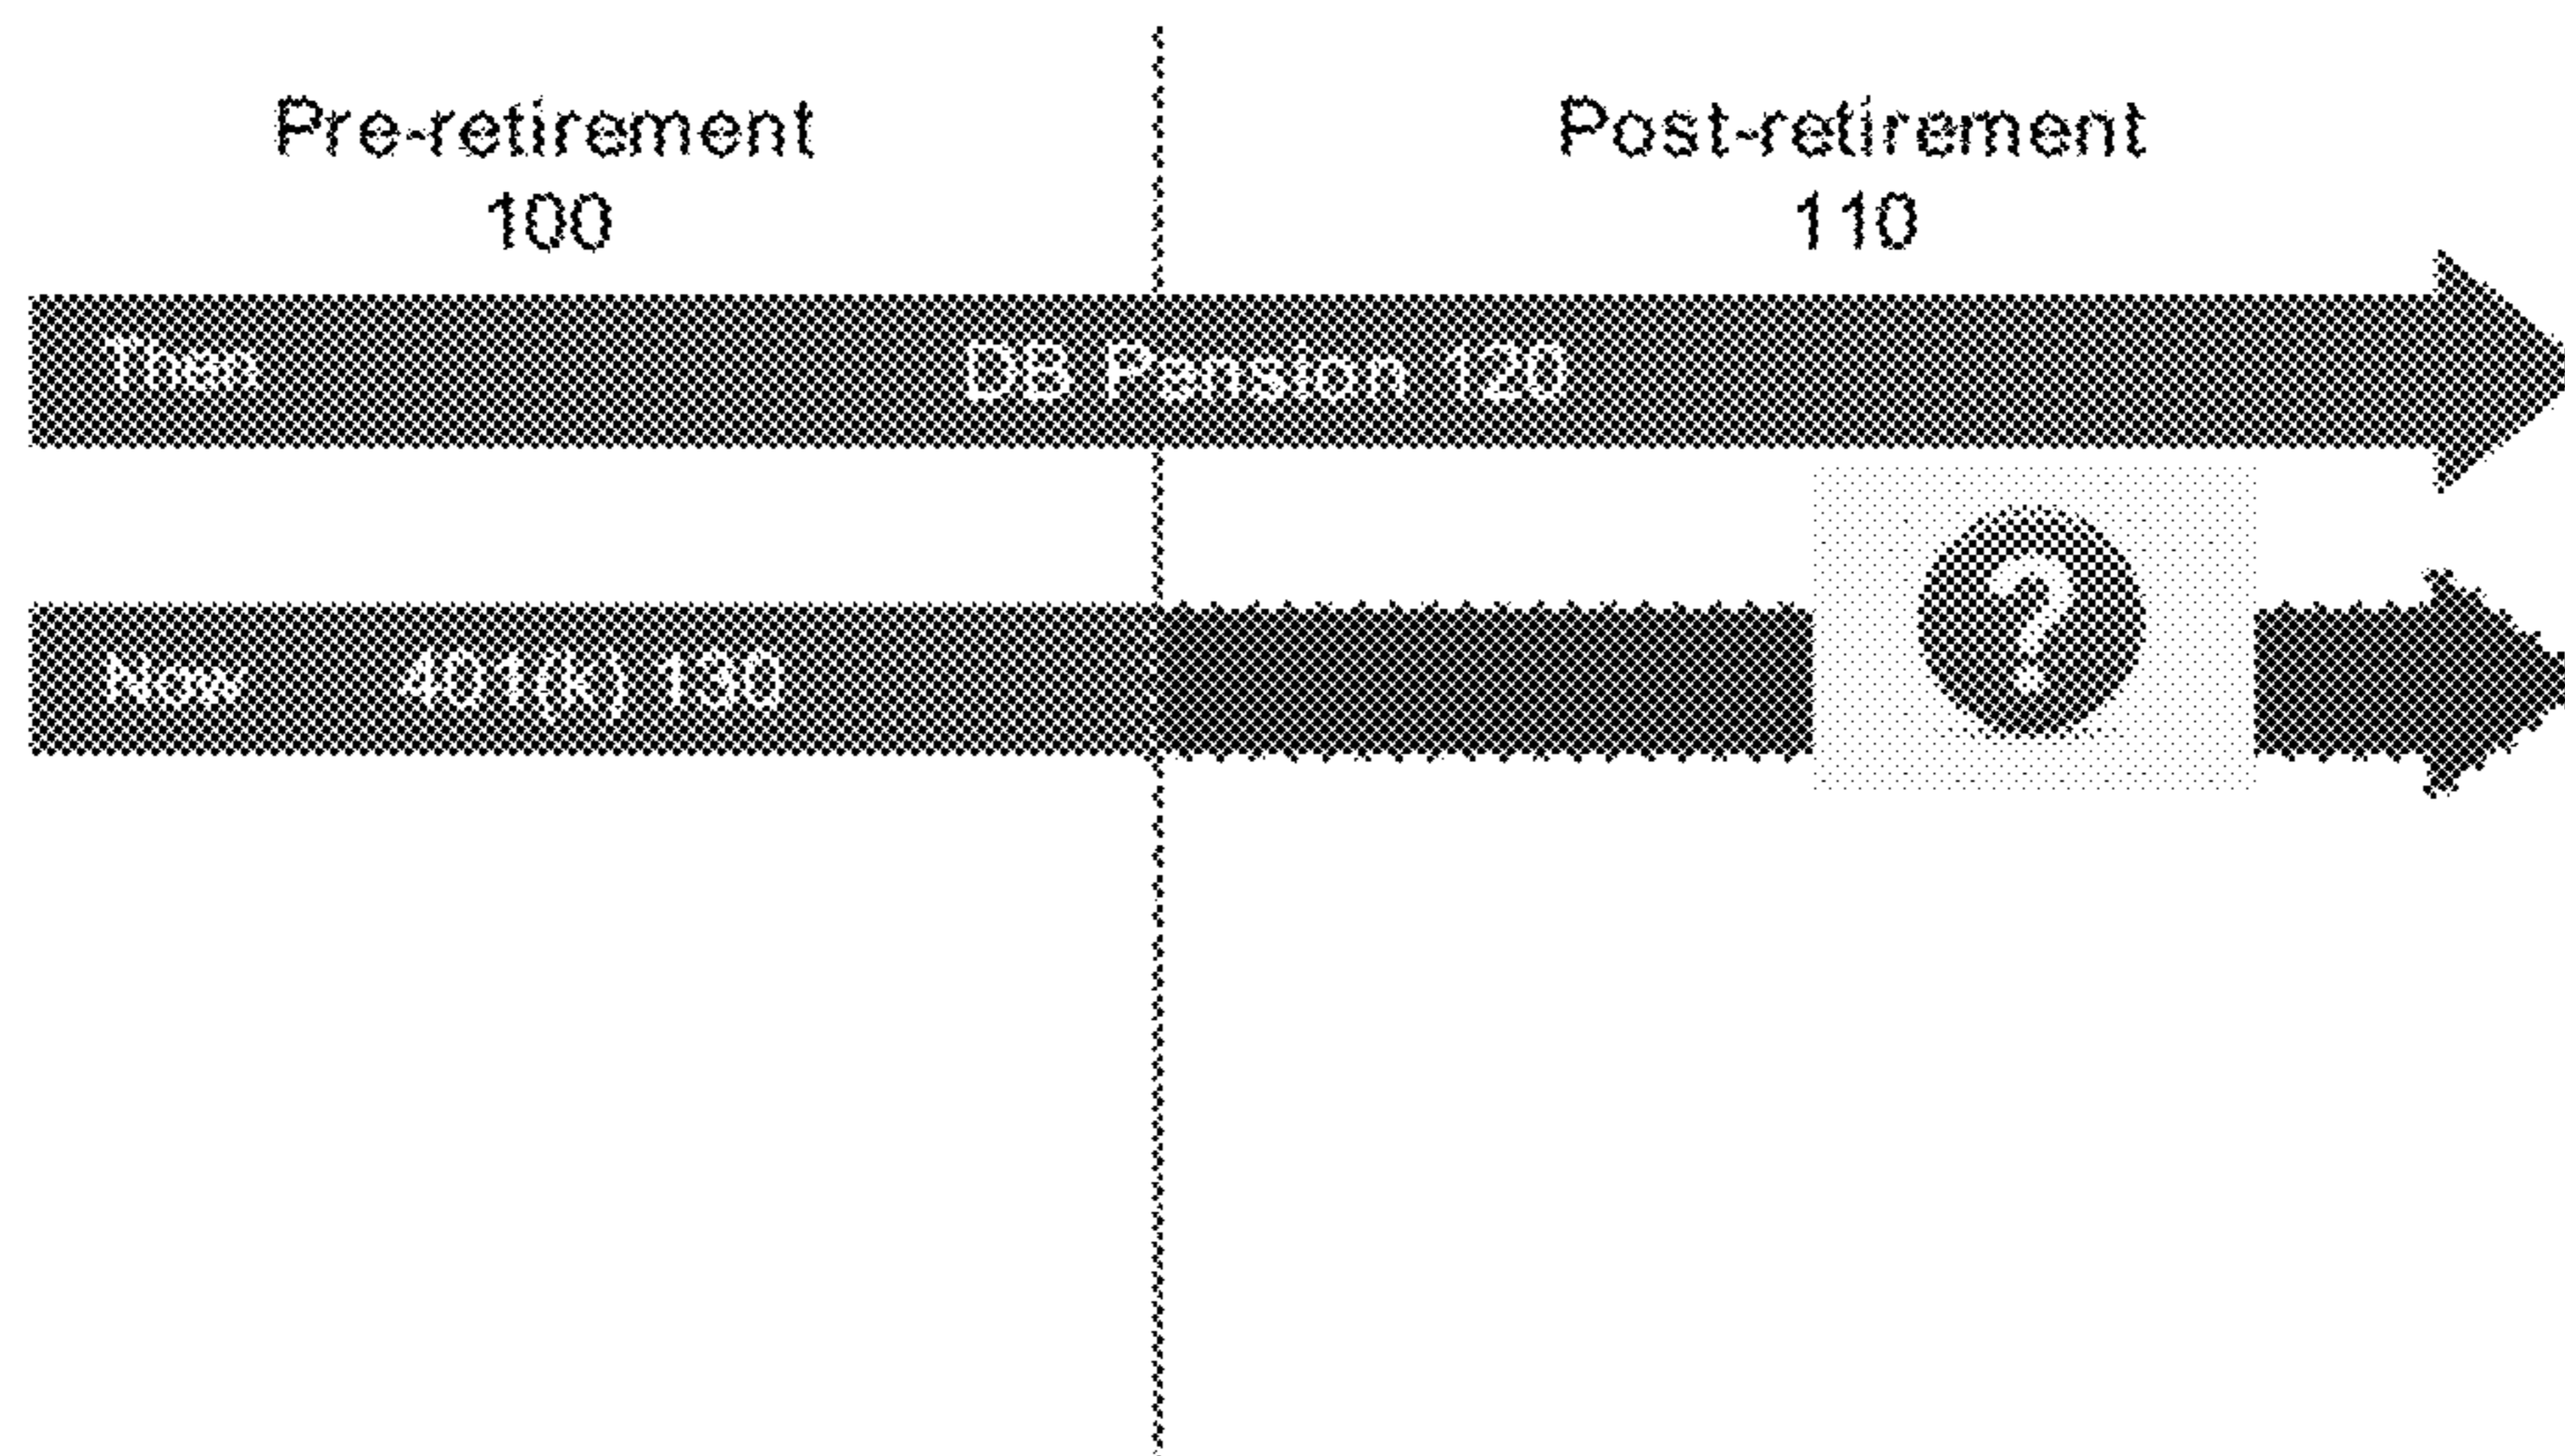 Pre-retirement
100
Post-retirement
110
Then DB Pension 120
Now 401(k) 130
?